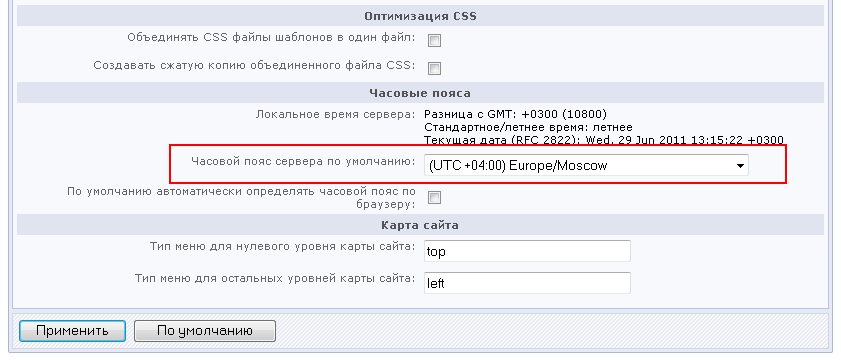 Оптимизация CSS
Объединять CSS файлы шаблонов в один файл:
Создавать сжатую копию объединенного файла CSS:
Часовые пояса
Локальное время сервера: Разница с GMT: +0300 (10800)
Стандартное/летнее время: летнее
Текущая дата (RFC 2822): Wed, 29 Jun 2011 13:15:22 +0300
Часовой пояс сервера по умолчанию: (UTC +04:00) Europe/Moscow
По умолчанию автоматически определять часовой пояс по
браузеру:
Карта сайта
Тип меню для нулевого уровня карты сайта: top
Тип меню для остальных уровней карты сайта: left
Применить По умолчанию